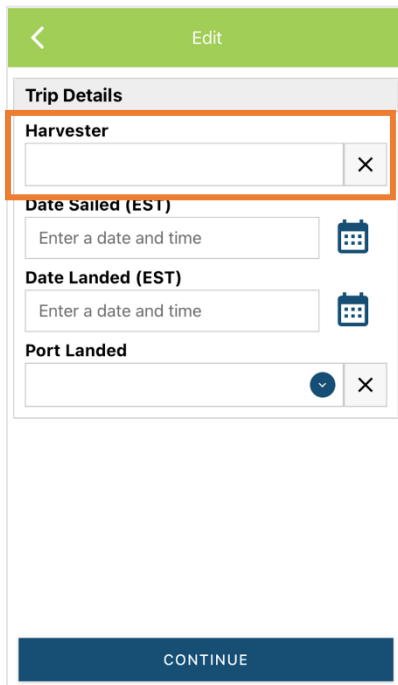 Edit
Trip Details
Harvester
Date Sailed (EST)
Enter a date and time
Date Landed (EST)
Enter a date and time
Port Landed
CONTINUE